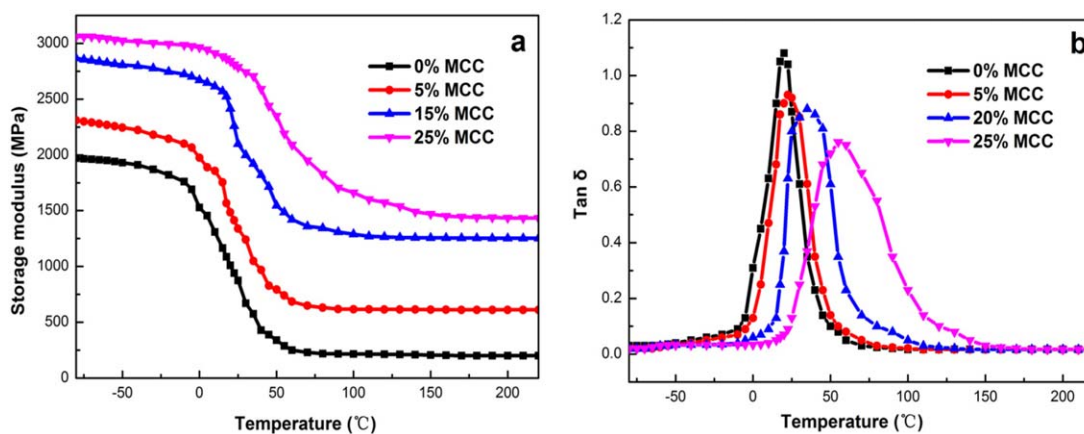 a
0% MCC
5% MCC
15% MCC
25% MCC
Storage modulus (MPa)
3000
2500
2000
1500
1000
500
0
-50 0 50 100 150 200
Temperature (℃)
b
0% MCC
5% MCC
20% MCC
25% MCC
Tan δ
1.2
1.0
0.8
0.6
0.4
0.2
0.0
-50 0 50 100 150 200
Temperature (℃)